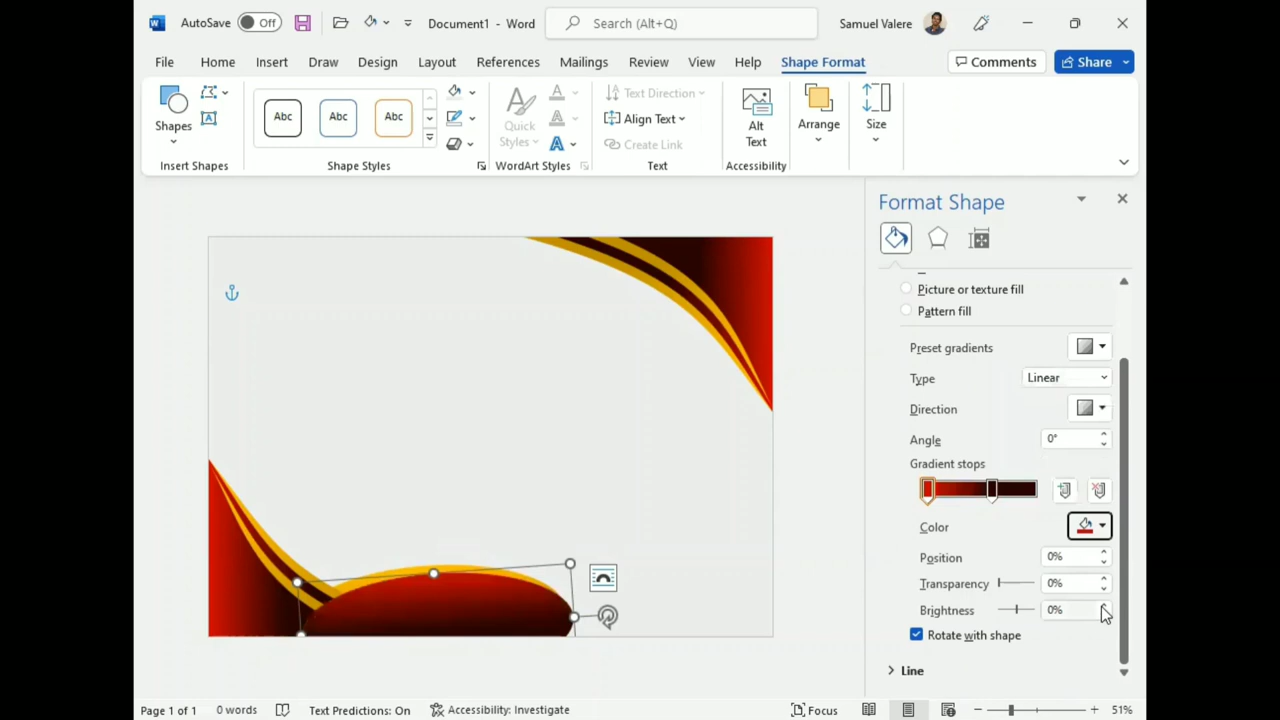 AutoSave Off Document1 - Word Search (Alt+Q) Samuel Valere
File Home Insert Draw Design Layout References Mailings Review View Help Shape Format Comments Share
Shapes
Abc Abc Abc
Quick
Styles
Text Direction
Align Text
Create Link
Alt
Text
Arrange
Size
Insert Shapes Shape Styles WordArt Styles Text Accessibility
Format Shape
Picture or texture fill
Pattern fill
Preset gradients
Type Linear
Direction
Angle 0°
Gradient stops
Color
Position 0%
Transparency 0%
Brightness 0%
Rotate with shape
Line
Page 1 of 1 0 words Text Predictions: On Accessibility: Investigate Focus 51%